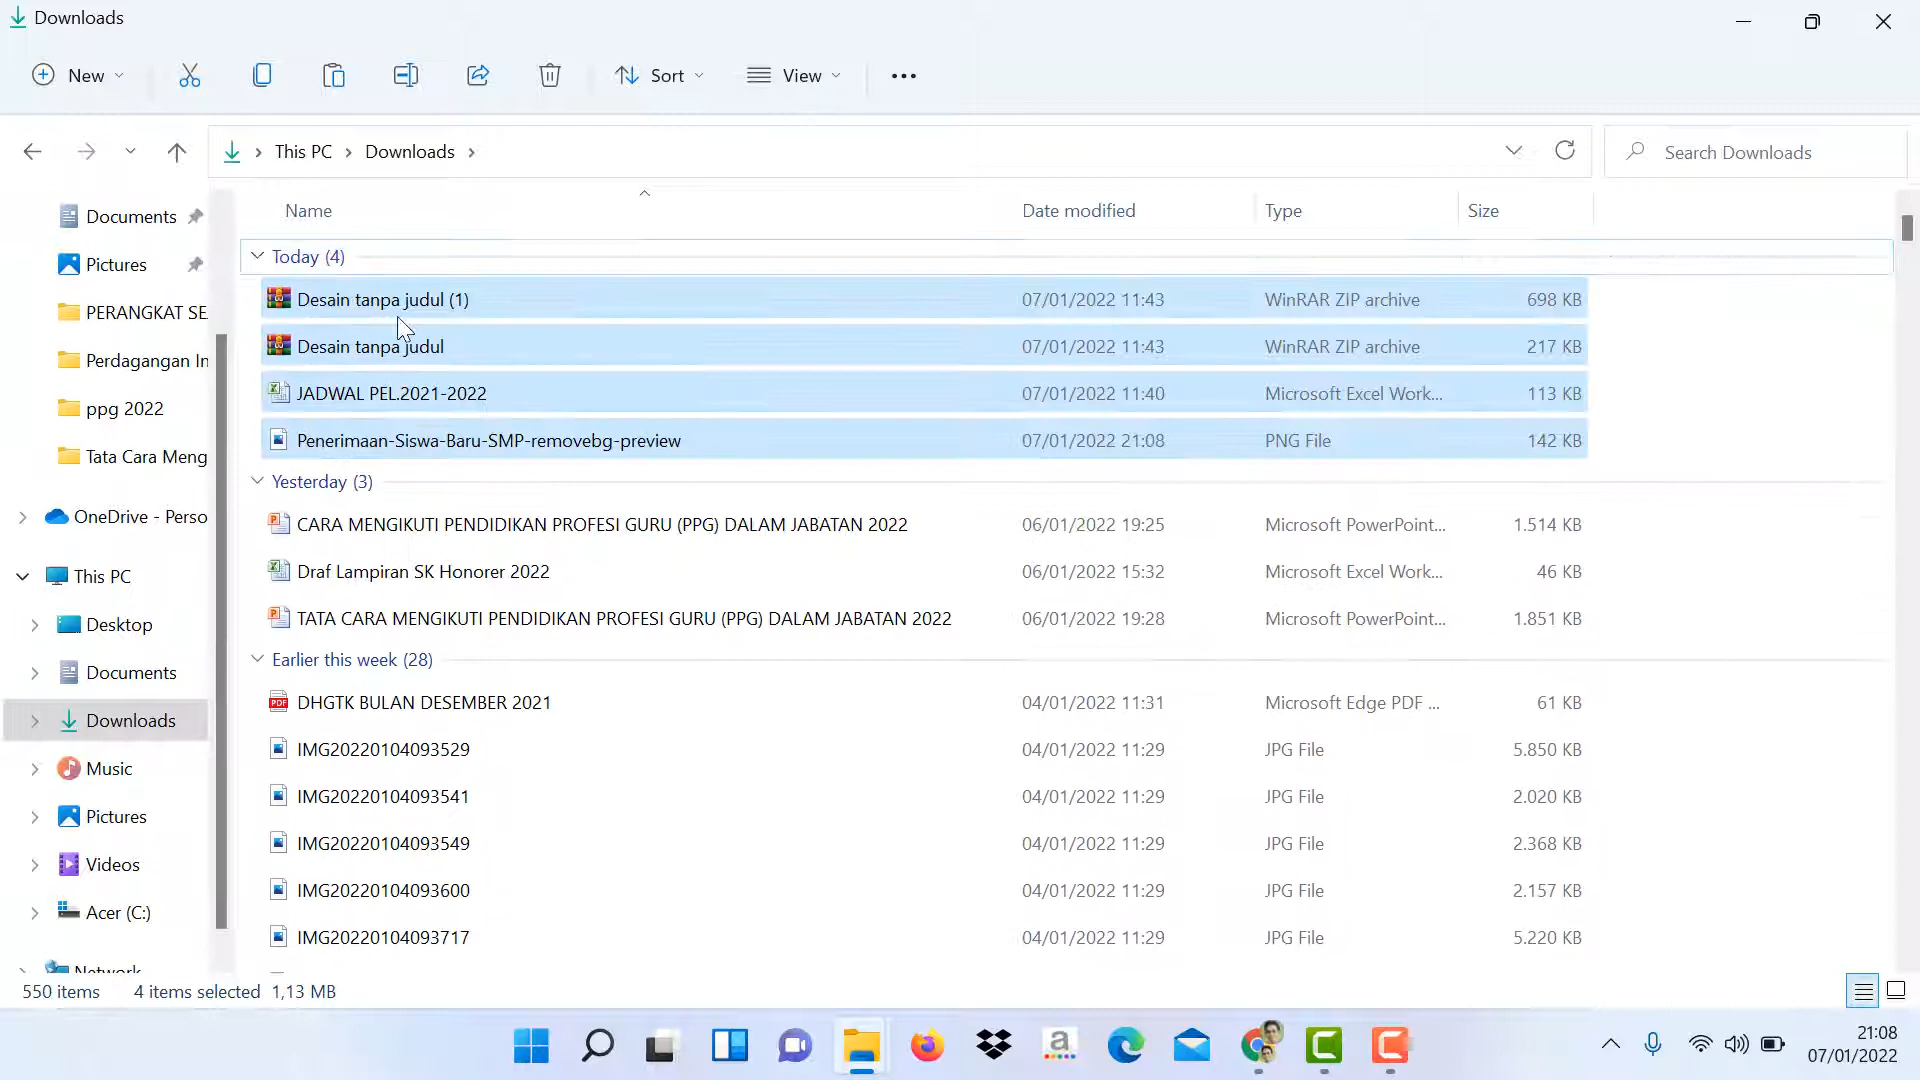 Downloads
New
Sort
View
This PC
Downloads
Search Downloads
Name
Date modified
Type
Size
Today (4)
Desain tanpa judul (1) 07/01/2022 11:43 WinRAR ZIP archive 698 KB
Desain tanpa judul 07/01/2022 11:43 WinRAR ZIP archive 217 KB
JADWAL PEL.2021-2022 07/01/2022 11:40 Microsoft Excel Work... 113 KB
Penerimaan-Siswa-Baru-SMP-removebg-preview 07/01/2022 21:08 PNG File 142 KB
Yesterday (3)
CARA MENGIKUTI PENDIDIKAN PROFESI GURU (PPG) DALAM JABATAN 2022 06/01/2022 19:25 Microsoft PowerPoint... 1.514 KB
Draf Lampiran SK Honorer 2022 06/01/2022 15:32 Microsoft Excel Work... 46 KB
TATA CARA MENGIKUTI PENDIDIKAN PROFESI GURU (PPG) DALAM JABATAN 2022 06/01/2022 19:28 Microsoft PowerPoint... 1.851 KB
Earlier this week (28)
DHGTK BULAN DESEMBER 2021 04/01/2022 11:31 Microsoft Edge PDF ... 61 KB
IMG20220104093529 04/01/2022 11:29 JPG File 5.850 KB
IMG20220104093541 04/01/2022 11:29 JPG File 2.020 KB
IMG20220104093549 04/01/2022 11:29 JPG File 2.368 KB
IMG20220104093600 04/01/2022 11:29 JPG File 2.157 KB
IMG20220104093717 04/01/2022 11:29 JPG File 5.220 KB
Documents
Pictures
PERANGKAT SE
Perdagangan In
ppg 2022
Tata Cara Meng
OneDrive - Perso
This PC
Desktop
Documents
Downloads
Music
Pictures
Videos
Acer (C:)
Network
550 items
4 items selected 1,13 MB
21:08
07/01/2022